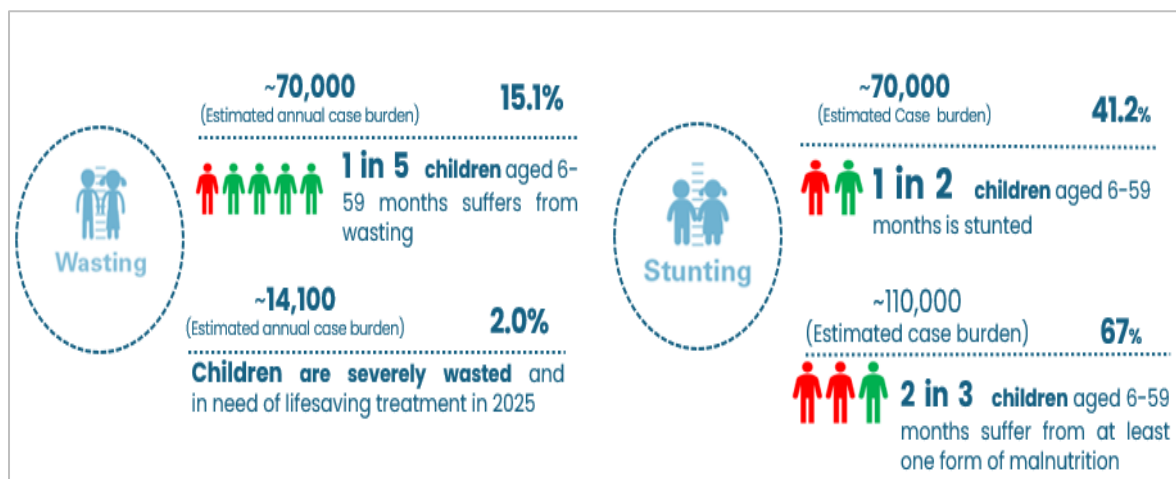 ~70,000
15.1%
(Estimated annual case burden)
1 in 5 children aged 6-
59 months suffers from
wasting
Wasting
~14,100
2.0%
(Estimated annual case burden)
Children are severely wasted and
in need of lifesaving treatment in 2025
~70,000
41.2%
(Estimated Case burden)
1 in 2 children aged 6-59
months is stunted
Stunting
~110,000
67%
(Estimated case burden)
2 in 3 children aged 6-59
months suffer from at least
one form of malnutrition